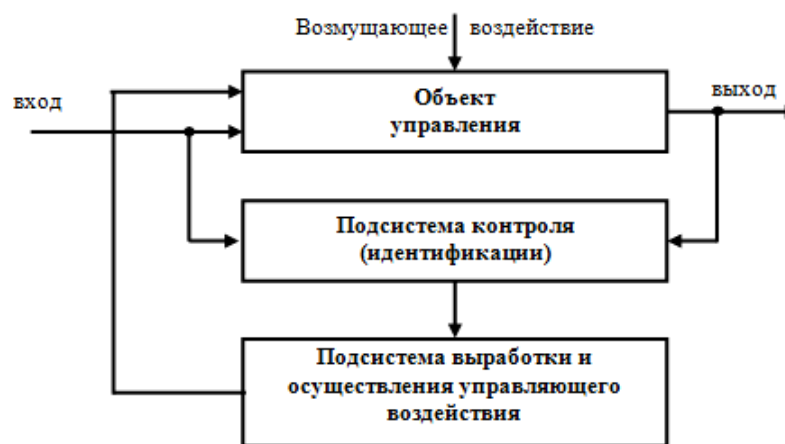 Возмущающее воздействие
вход
Объект
управления
выход
Подсистема контроля
(идентификации)
Подсистема выработки и
осуществления управляющего
воздействия